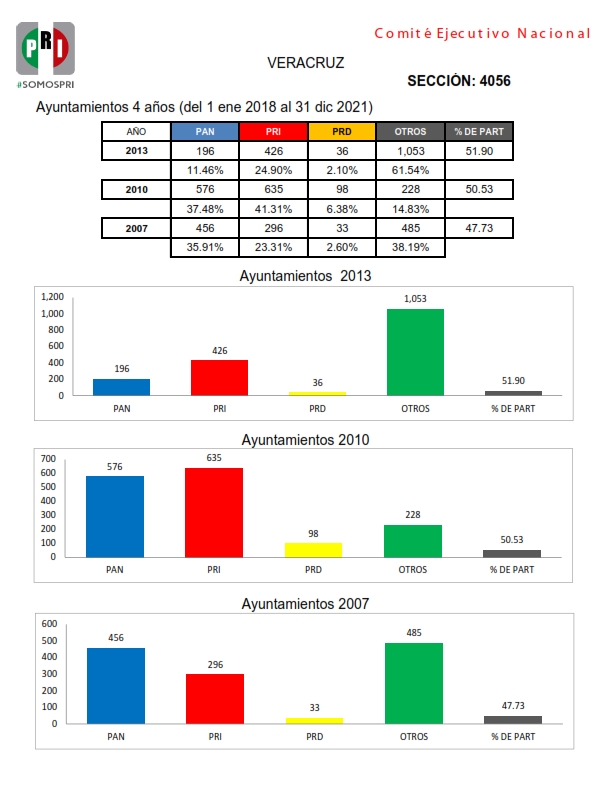 Comité Ejecutivo Nacional
PRI
#SOMOSPRI
VERACRUZ
SECCIÓN: 4056
Ayuntamientos 4 años (del 1 ene 2018 al 31 dic 2021)
AÑO PAN PRI PRD OTROS % DE PART
2013 196 426 36 1,053 51.90
11.46% 24.90% 2.10% 61.54%
2010 576 635 98 228 50.53
37.48% 41.31% 6.38% 14.83%
2007 456 296 33 485 47.73
35.91% 23.31% 2.60% 38.19%
Ayuntamientos 2013
1,200
1,000
800
600
400
200
0
196 426 36 1,053 51.90
PAN PRI PRD OTROS % DE PART
Ayuntamientos 2010
700
600
500
400
300
200
100
0
576 635 98 228 50.53
PAN PRI PRD OTROS % DE PART
Ayuntamientos 2007
600
500
400
300
200
100
0
456 296 33 485 47.73
PAN PRI PRD OTROS % DE PART